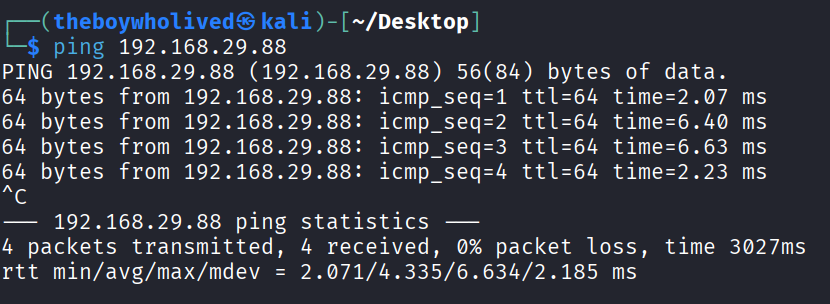 ┌──(theboywholived㉿kali)-[~/Desktop]
└─$ ping 192.168.29.88
PING 192.168.29.88 (192.168.29.88) 56(84) bytes of data.
64 bytes from 192.168.29.88: icmp_seq=1 ttl=64 time=2.07 ms
64 bytes from 192.168.29.88: icmp_seq=2 ttl=64 time=6.40 ms
64 bytes from 192.168.29.88: icmp_seq=3 ttl=64 time=6.63 ms
64 bytes from 192.168.29.88: icmp_seq=4 ttl=64 time=2.23 ms
^C
--- 192.168.29.88 ping statistics ---
4 packets transmitted, 4 received, 0% packet loss, time 3027ms
rtt min/avg/max/mdev = 2.071/4.335/6.634/2.185 ms